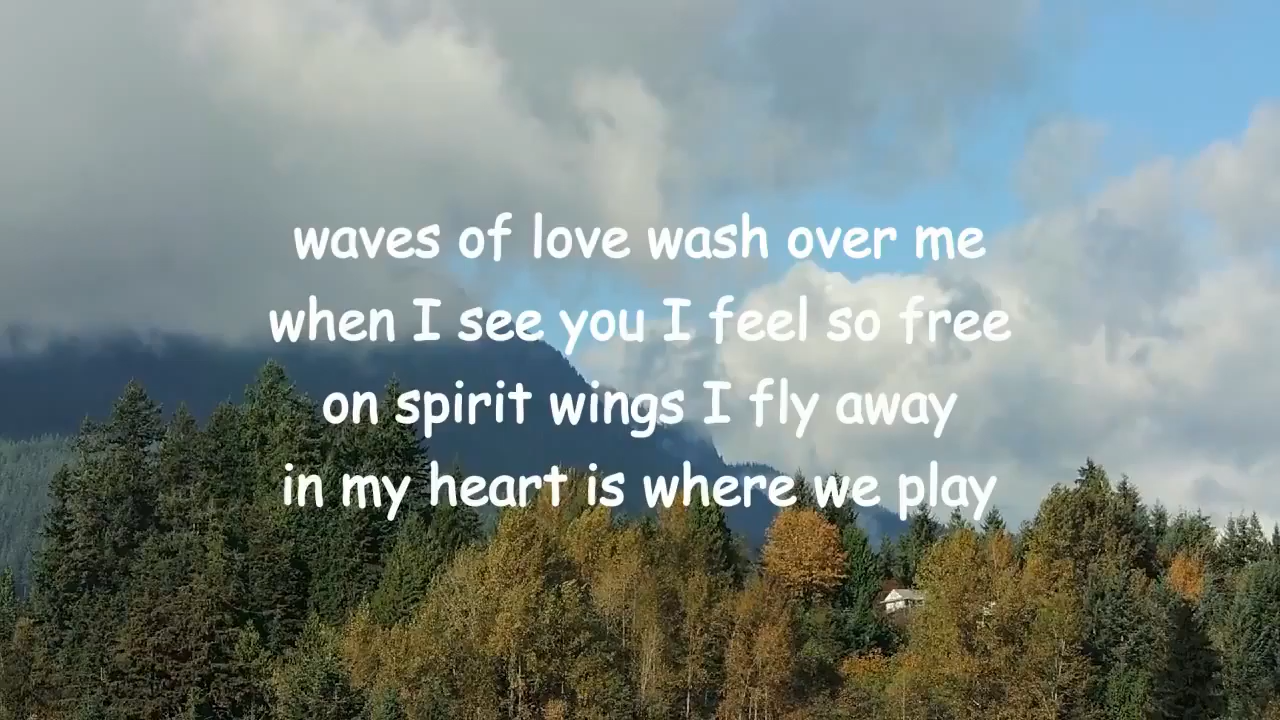 waves of love wash over me
when I see you I feel so free
on spirit wings I fly away
in my heart is where we play